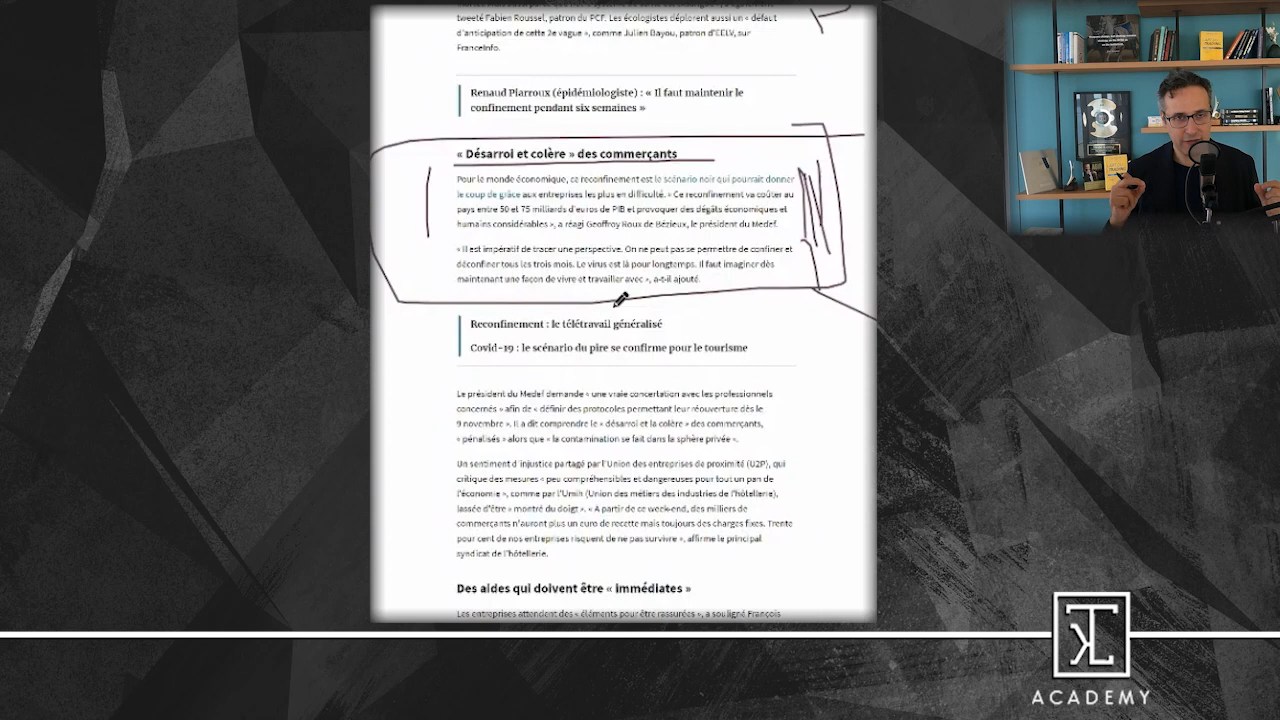 tweeté Fabien Roussel, patron du PCF. Les écologistes déplorent aussi un « défaut
d'anticipation de cette 2e vague », comme Julien Bayou, patron d'EELV, sur
FranceInfo.
Renaud Piarroux (épidémiologiste) : « Il faut maintenir le
confinement pendant six semaines »
« Désarroi et colère » des commerçants
Pour le monde économique, ce reconfinement est le scénario noir qui pourrait donner
le coup de grâce aux entreprises les plus en difficulté. « Ce reconfinement va coûter au
pays entre 50 et 75 milliards d'euros de PIB et provoquer des dégâts économiques et
humains considérables », a réagi Geoffroy Roux de Bézieux, le président du Medef.
« Il est impératif de tracer une perspective. On ne peut pas se permettre de confiner et
déconfiner tous les trois mois. Le virus est là pour longtemps. Il faut imaginer dès
maintenant une façon de vivre et travailler avec », a-t-il ajouté.
Reconfinement : le télétravail généralisé
Covid-19 : le scénario du pire se confirme pour le tourisme
Le président du Medef demande « une vraie concertation avec les professionnels
concernés » afin de « définir des protocoles permettant leur réouverture dès le
9 novembre ». Il a dit comprendre le « désarroi et la colère » des commerçants,
« pénalisés » alors que « la contamination se fait dans la sphère privée ».
Un sentiment d'injustice partagé par l'Union des entreprises de proximité (U2P), qui
critique des mesures « peu compréhensibles et dangereuses pour tout un pan de
l'économie », comme par l'Umih (Union des métiers des industries de l'hôtellerie),
lassée d'être « montré du doigt ». « A partir de ce week-end, des milliers de
commerçants n'auront plus un euro de recette mais toujours des charges fixes. Trente
pour cent de nos entreprises risquent de ne pas survivre », affirme le principal
syndicat de l'hôtellerie.
Des aides qui doivent être « immédiates »
Les entreprises attendent des « éléments pour être rassurées », a souligné François
ACADEMY